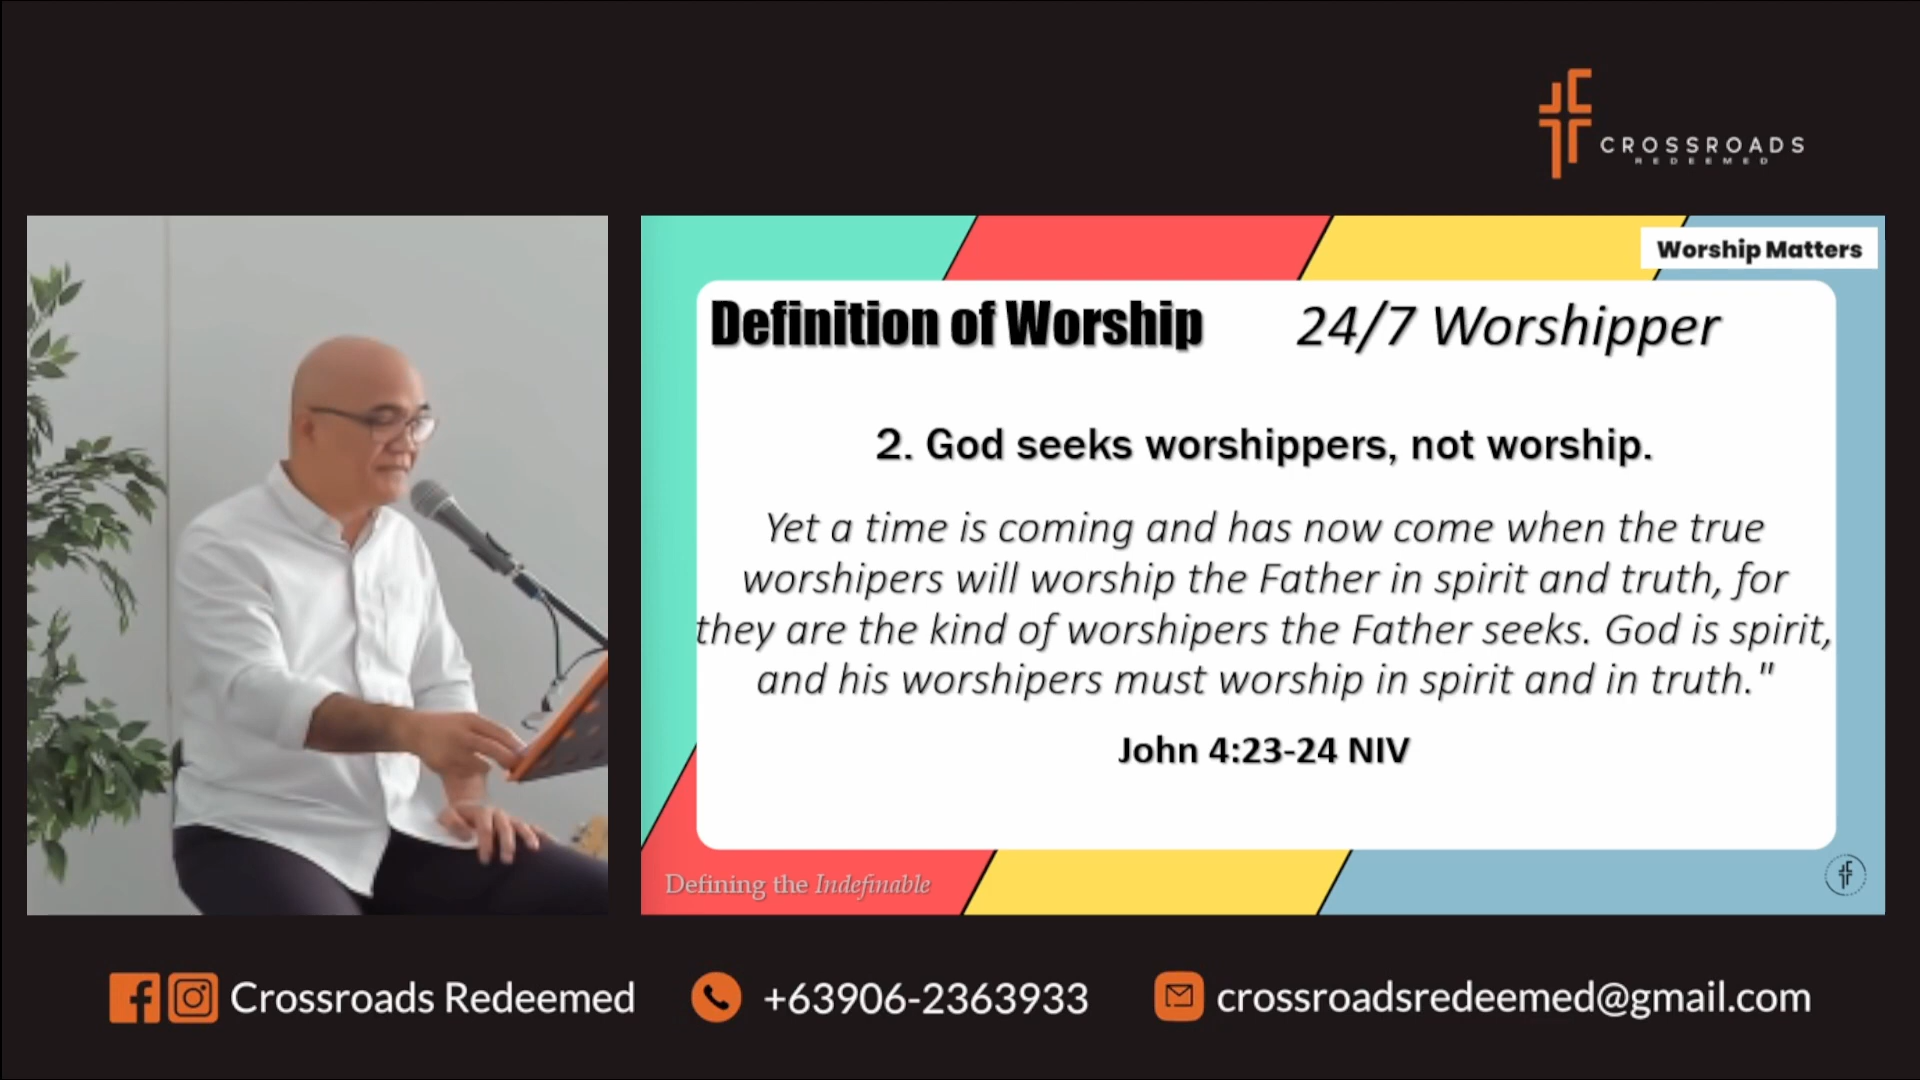 CROSSROADS
REDEEMED
Worship Matters
Definition of Worship 24/7 Worshipper
2. God seeks worshippers, not worship.
Yet a time is coming and has now come when the true
worshipers will worship the Father in spirit and truth, for
they are the kind of worshipers the Father seeks. God is spirit,
and his worshipers must worship in spirit and in truth."
John 4:23-24 NIV
Defining the Indefinable
Crossroads Redeemed +63906-2363933 crossroadsredeemed@gmail.com